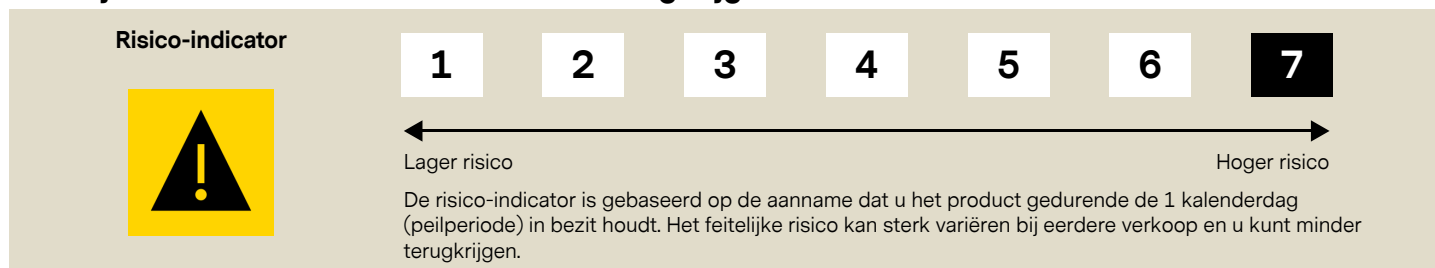 Risico-indicator
1 2 3 4 5 6 7
Lager risico Hoger risico
De risico-indicator is gebaseerd op de aanname dat u het product gedurende de 1 kalenderdag
(peilperiode) in bezit houdt. Het feitelijke risico kan sterk variëren bij eerdere verkoop en u kunt minder
terugkrijgen.